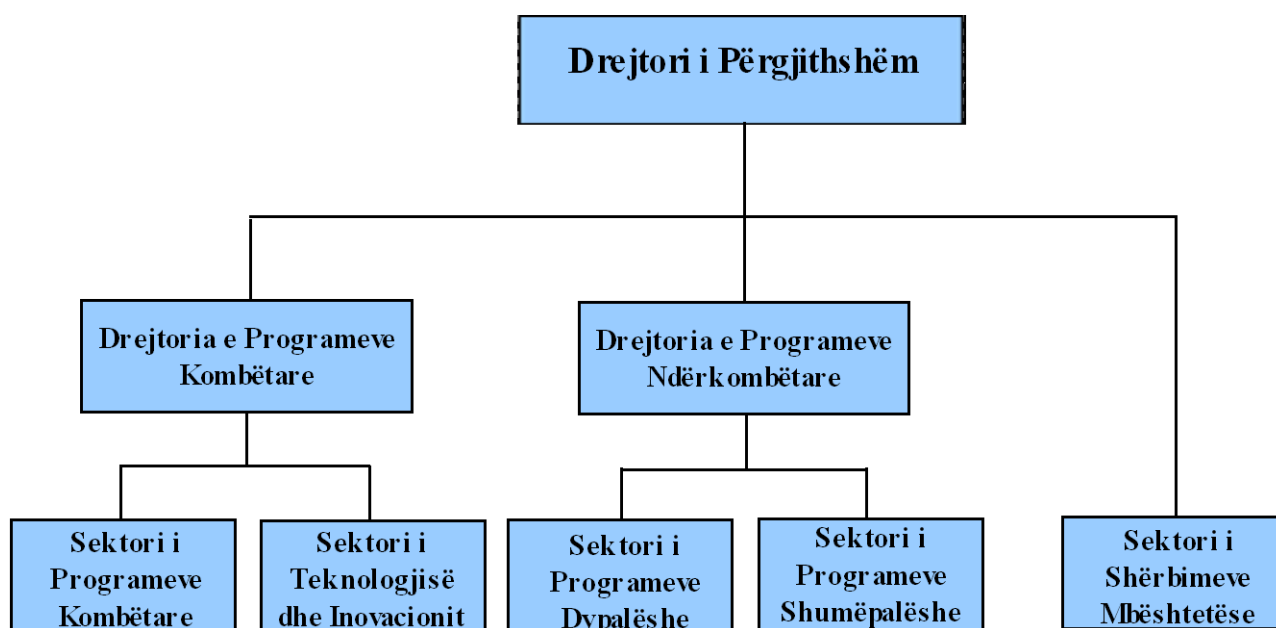 Drejtori i Përgjithshëm
Drejtoria e Programeve
Kombëtare
Drejtoria e Programeve
Ndërkombëtare
Sektori i
Programeve
Kombëtare
Sektori i
Teknologjisë
dhe Inovacionit
Sektori i
Programeve
Dypalëshe
Sektori i
Programeve
Shumëpalëshe
Sektori i
Shërbimeve
Mbështetëse